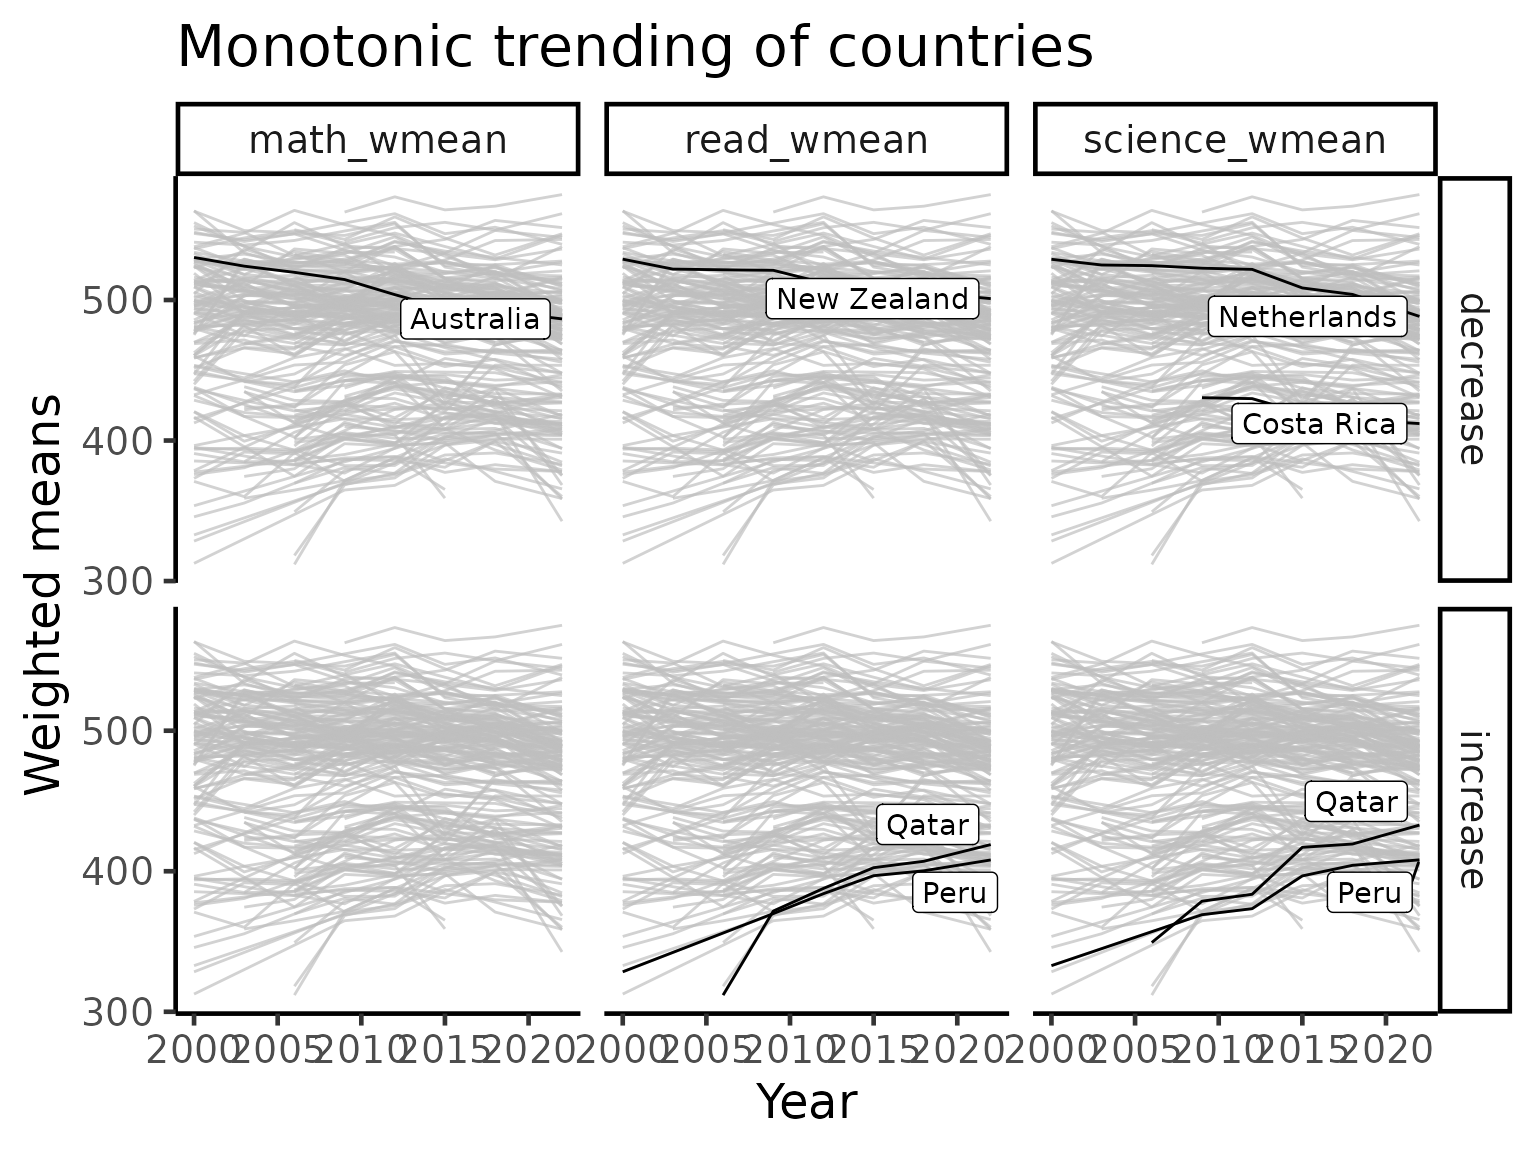 Monotonic trending of countries
math_wmean
read_wmean
science_wmean
Weighted means
500
400
300
Australia
New Zealand
Netherlands
Costa Rica
decrease
500
400
300
Qatar
Peru
Qatar
Peru
increase
2000 2005 2010 2015 2020 2000 2005 2010 2015 2020 2000 2005 2010 2015 2020
Year